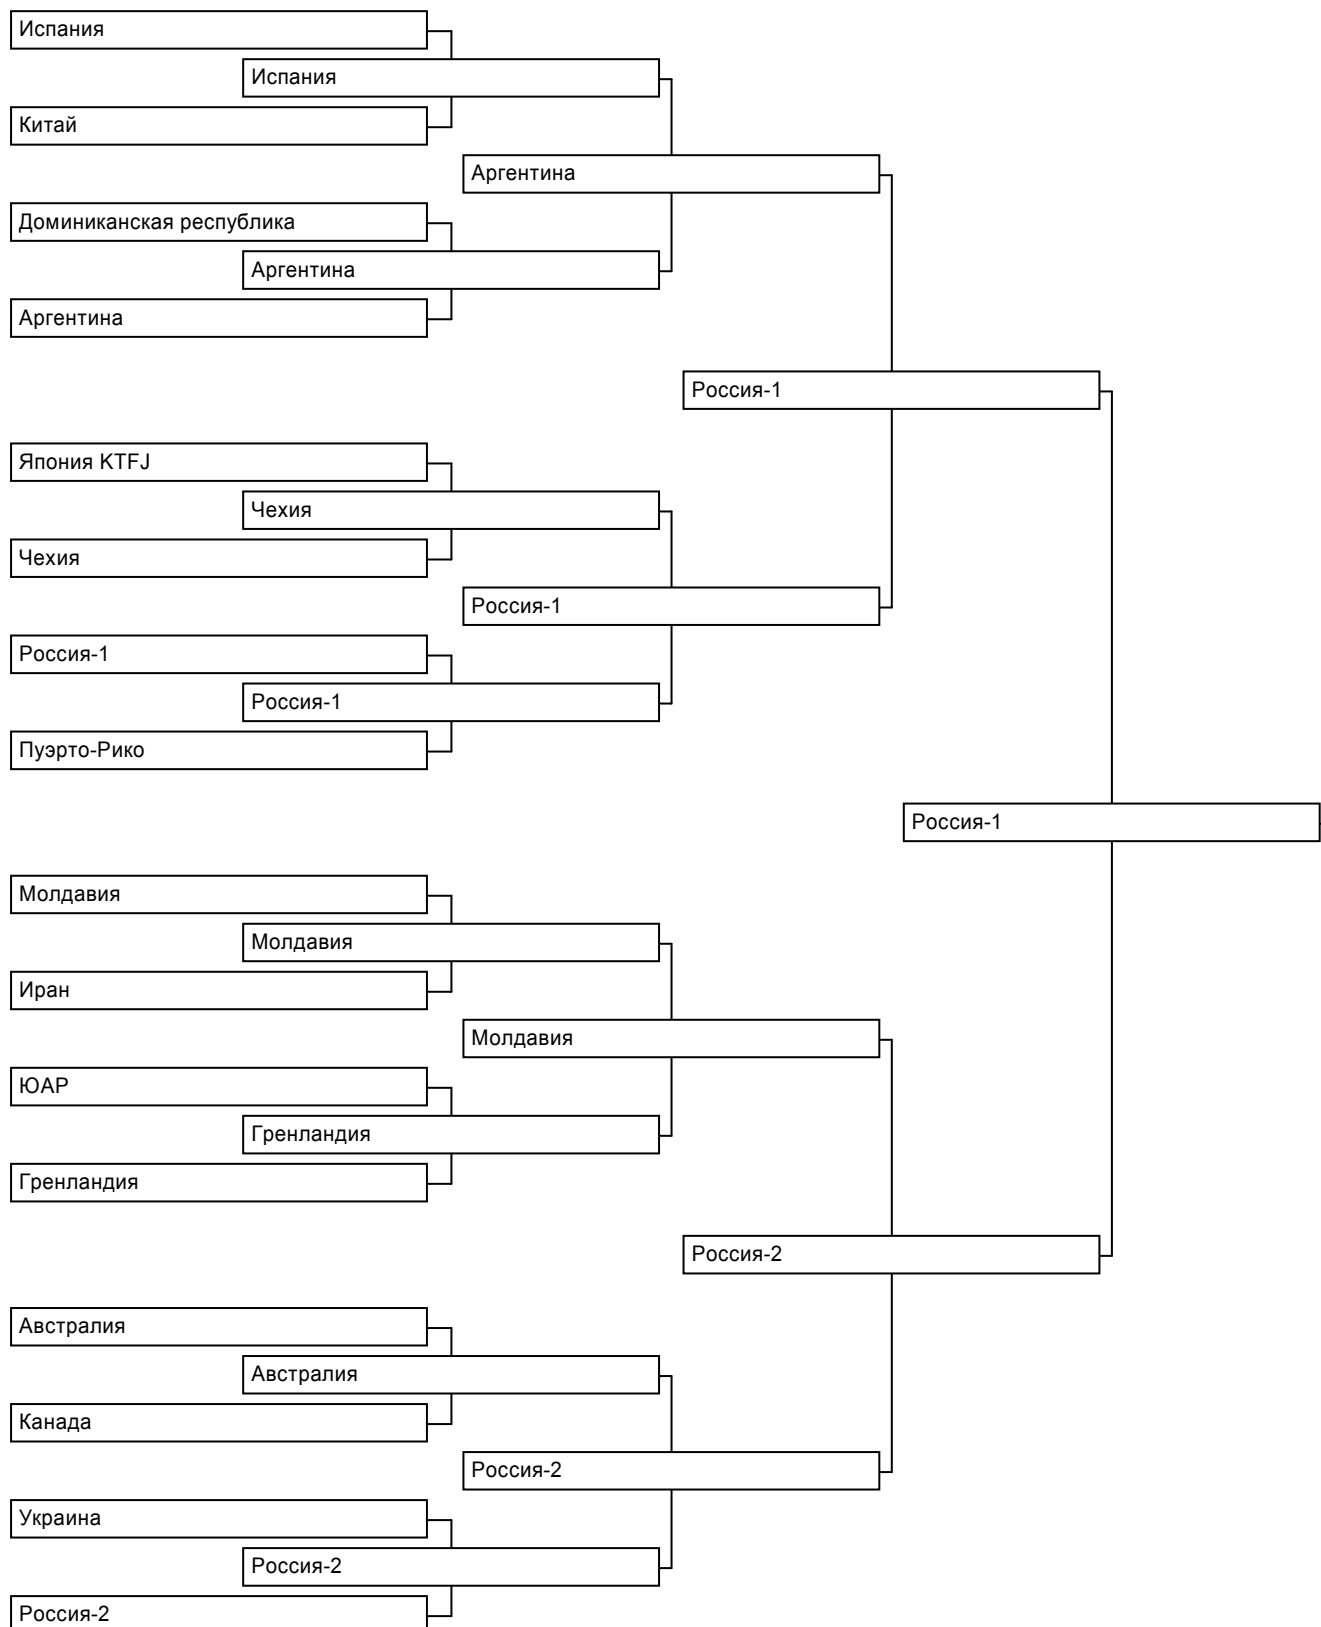 Испания
Испания
Китай
Аргентина
Доминиканская республика
Аргентина
Аргентина
Россия-1
Япония KTFJ
Чехия
Чехия
Россия-1
Россия-1
Россия-1
Пуэрто-Рико
Россия-1
Молдавия
Молдавия
Иран
Молдавия
ЮАР
Гренландия
Гренландия
Россия-2
Австралия
Австралия
Канада
Россия-2
Украина
Россия-2
Россия-2